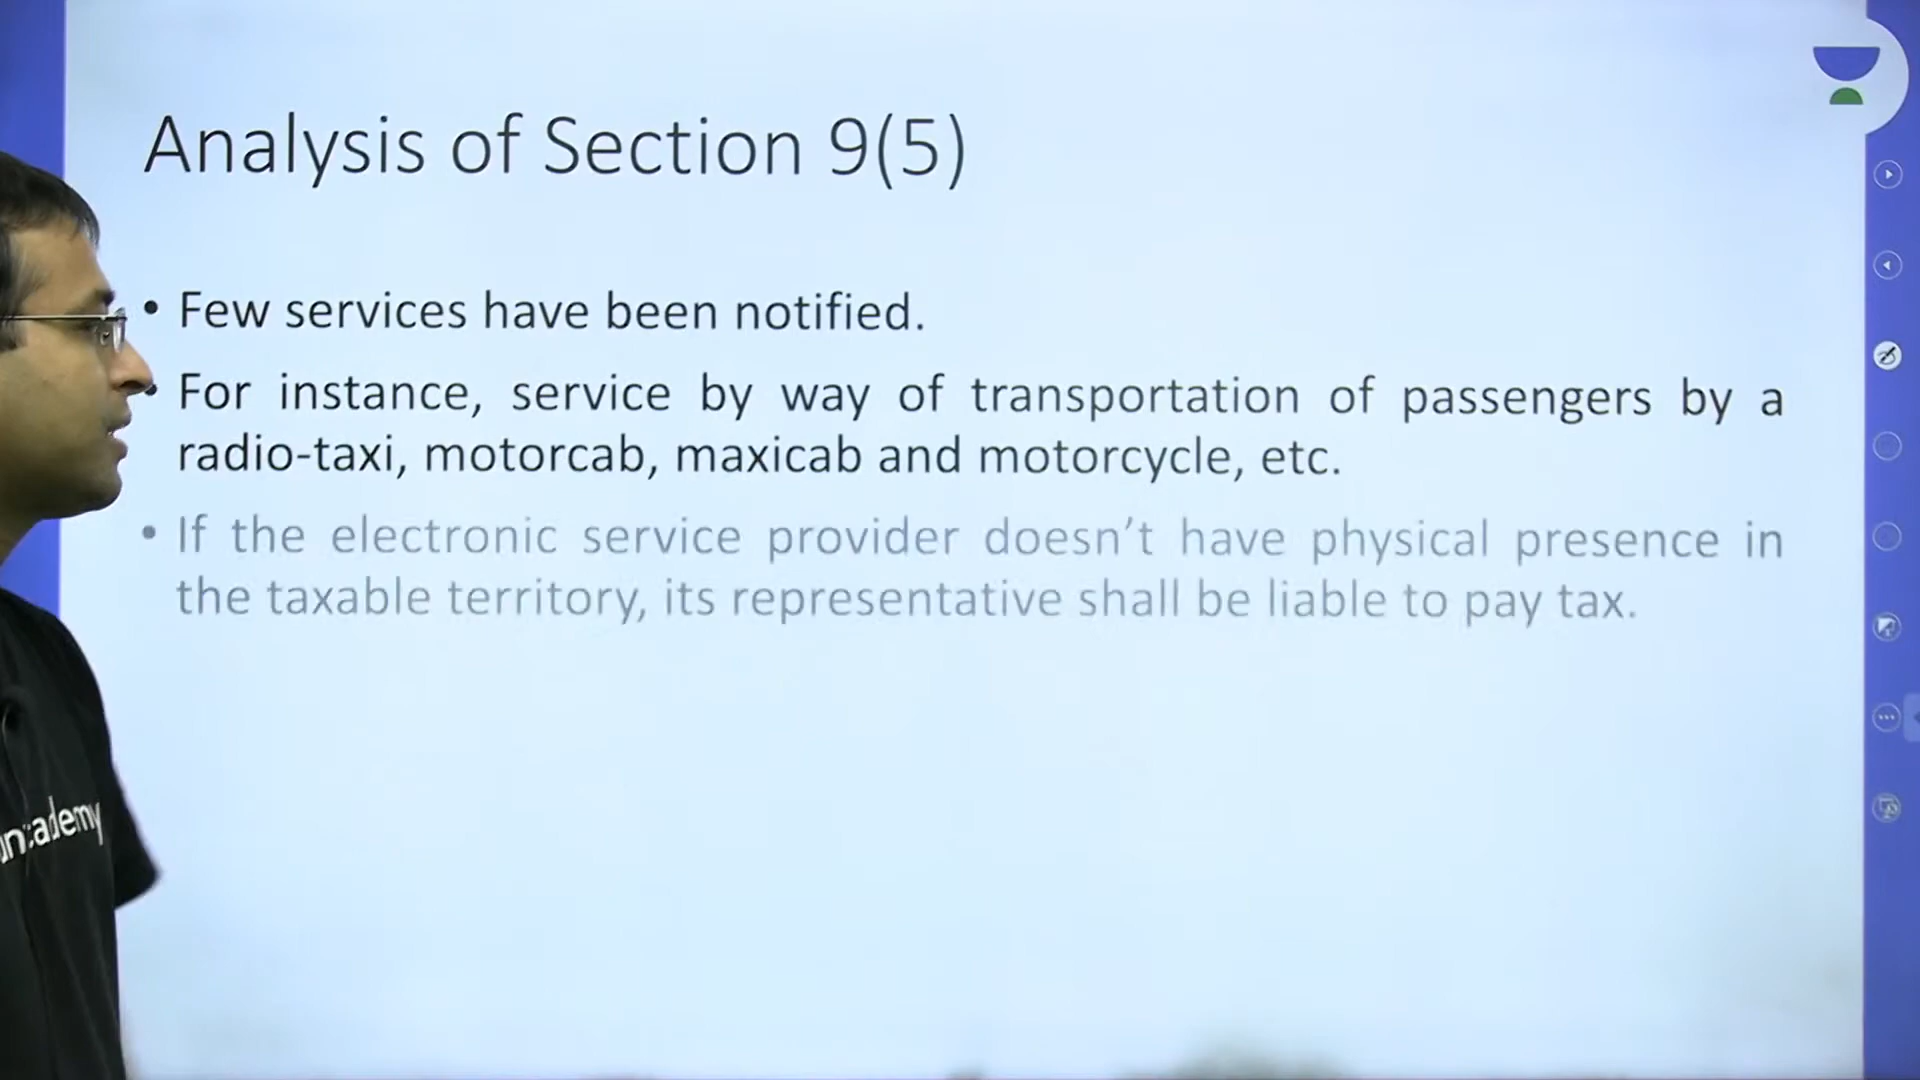 Analysis of Section 9(5)
• Few services have been notified.
• For instance, service by way of transportation of passengers by a
radio-taxi, motorcab, maxicab and motorcycle, etc.
• If the electronic service provider doesn't have physical presence in
the taxable territory, its representative shall be liable to pay tax.